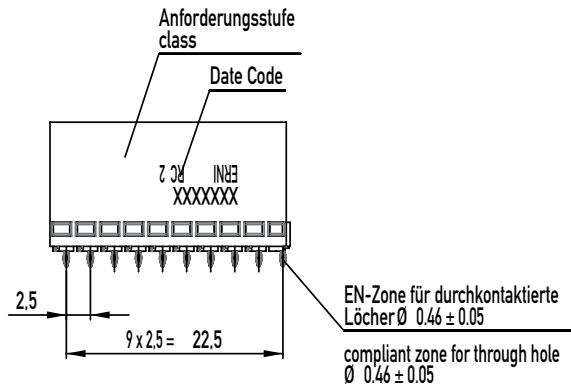 Anforderungsstufe
class
Date Code
ERNI RC 2
XXXXXXX
2,5
9 x 2,5 = 22,5
EN-Zone für durchkontaktierte
Löcher Ø 0.46 ± 0.05
compliant zone for through hole
Ø 0.46 ± 0.05